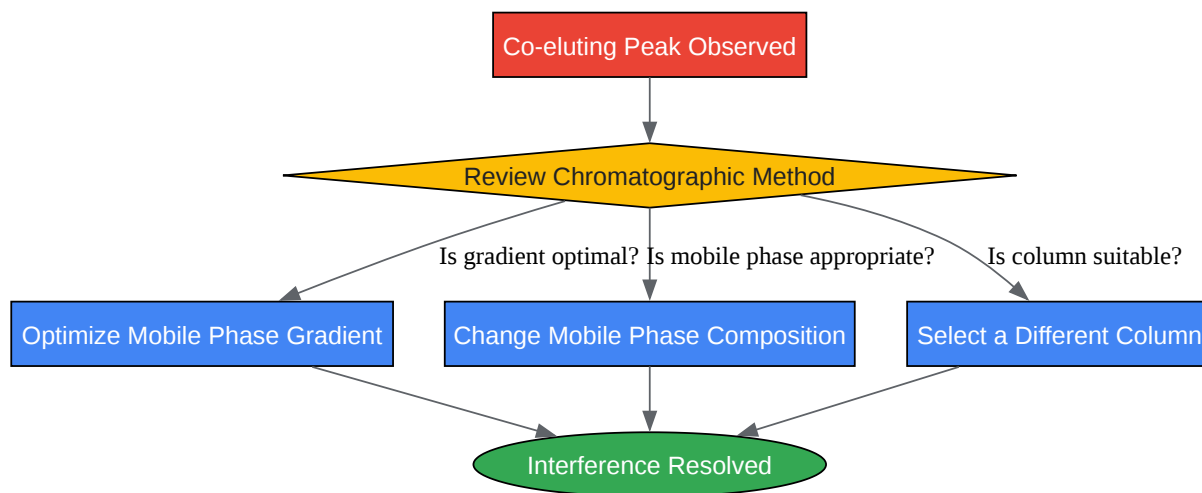 Co-eluting Peak Observed
Review Chromatographic Method
Is gradient optimal?
Is mobile phase appropriate?
Is column suitable?
Optimize Mobile Phase Gradient
Change Mobile Phase Composition
Select a Different Column
Interference Resolved